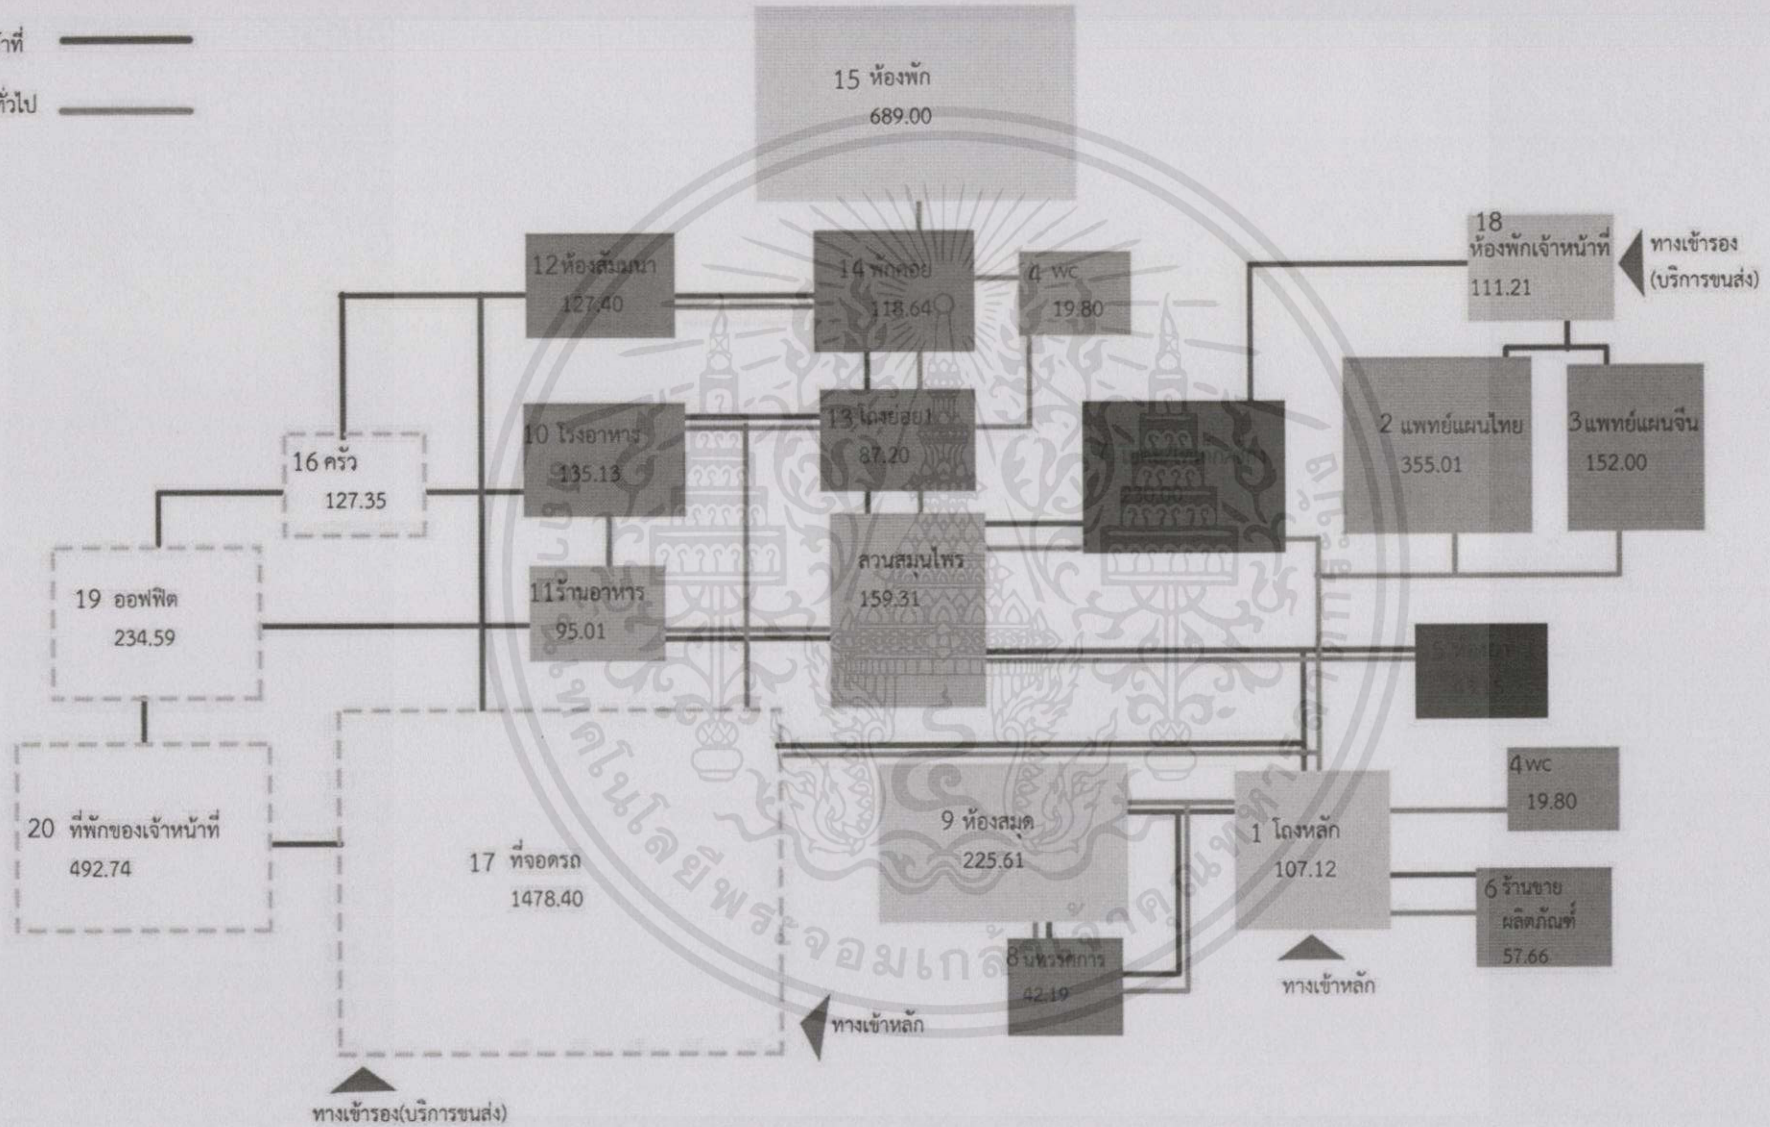 ทั่วไป
15 ห้องพัก
689.00
12 ห้องสัมมนา
127.40
14 พักคอย
118.64
4 wc
19.80
18
ห้องพักเจ้าหน้าที่
111.21
ทางเข้ารอง
(บริการขนส่ง)
10 โรงอาหาร
135.13
13 โถงย่อย1
87.20
230.00
2 แพทย์แผนไทย
355.01
3 แพทย์แผนจีน
152.00
16 ครัว
127.35
19 ออฟฟิต
234.59
11 ร้านอาหาร
95.01
สวนสมุนไพร
159.31
20 ที่พักของเจ้าหน้าที่
492.74
17 ที่จอดรถ
1478.40
9 ห้องสมุด
225.61
1 โถงหลัก
107.12
4 wc
19.80
6 ร้านขาย
ผลิตภัณฑ์
57.66
8 นิทรรศการ
42.19
ทางเข้าหลัก
ทางเข้าหลัก
ทางเข้ารอง(บริการขนส่ง)